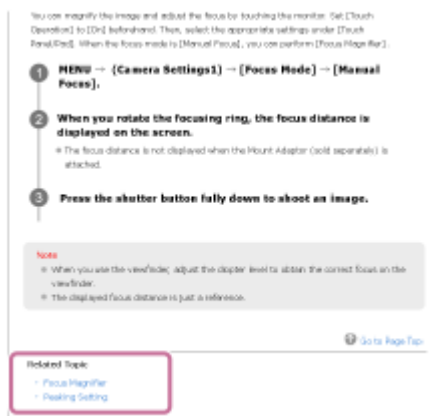 You can magnify the image and adjust the focus by touching the monitor. Set [Touch
Operation] to [On] beforehand. Then, select the appropriate settings under [Touch
Panel/Pad]. When the focus mode is [Manual Focus], you can perform [Focus Magnifier].
1 MENU → (Camera Settings1) → [Focus Mode] → [Manual
Focus].
2 When you rotate the focusing ring, the focus distance is
displayed on the screen.
The focus distance is not displayed when the Mount Adaptor (sold separately) is
attached.
3 Press the shutter button fully down to shoot an image.
Note
When you use the viewfinder, adjust the diopter level to obtain the correct focus on the
viewfinder.
The displayed focus distance is just a reference.
Go to Page Top
Related Topic
Focus Magnifier
Peaking Setting